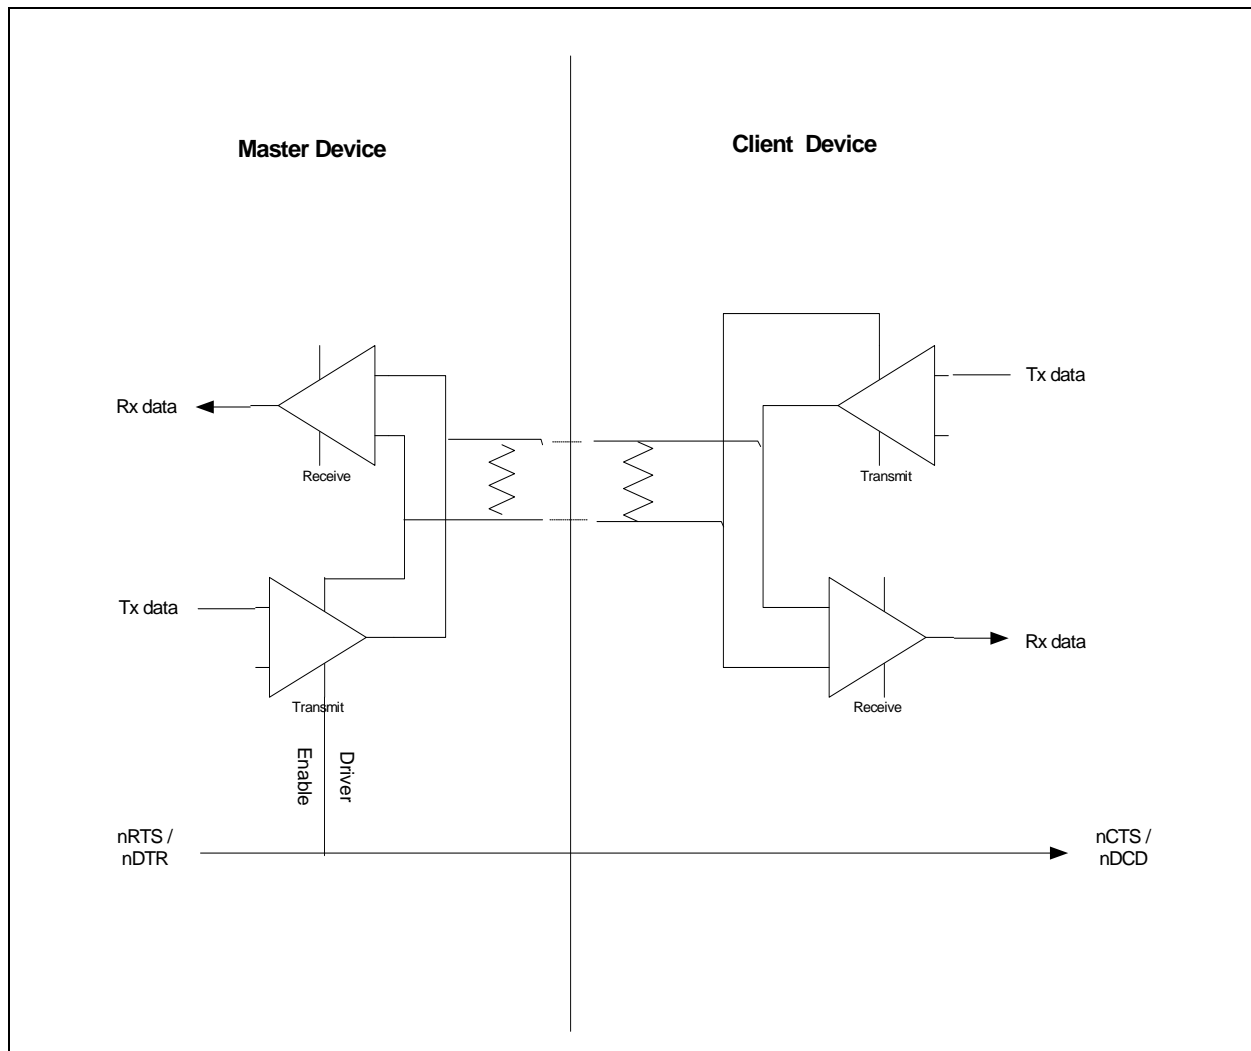 Master Device
Client Device
Rx data
Receive
Tx data
Transmit
Tx data
Transmit
Driver
Enable
Rx data
Receive
nRTS /
nDTR
nCTS /
nDCD